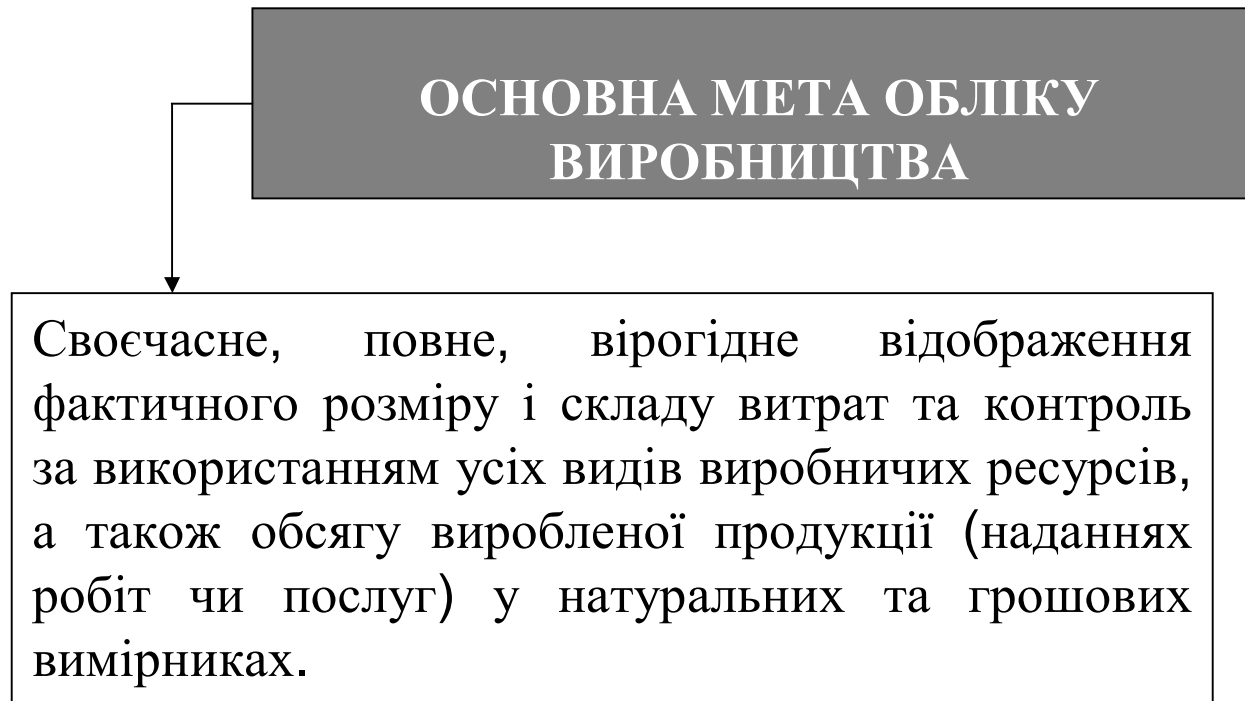 ОСНОВНА МЕТА ОБЛІКУ
ВИРОБНИЦТВА
Своєчасне, повне, вірогідне відображення
фактичного розміру і складу витрат та контроль
за використанням усіх видів виробничих ресурсів,
а також обсягу виробленої продукції (наданнях
робіт чи послуг) у натуральних та грошових
вимірниках.